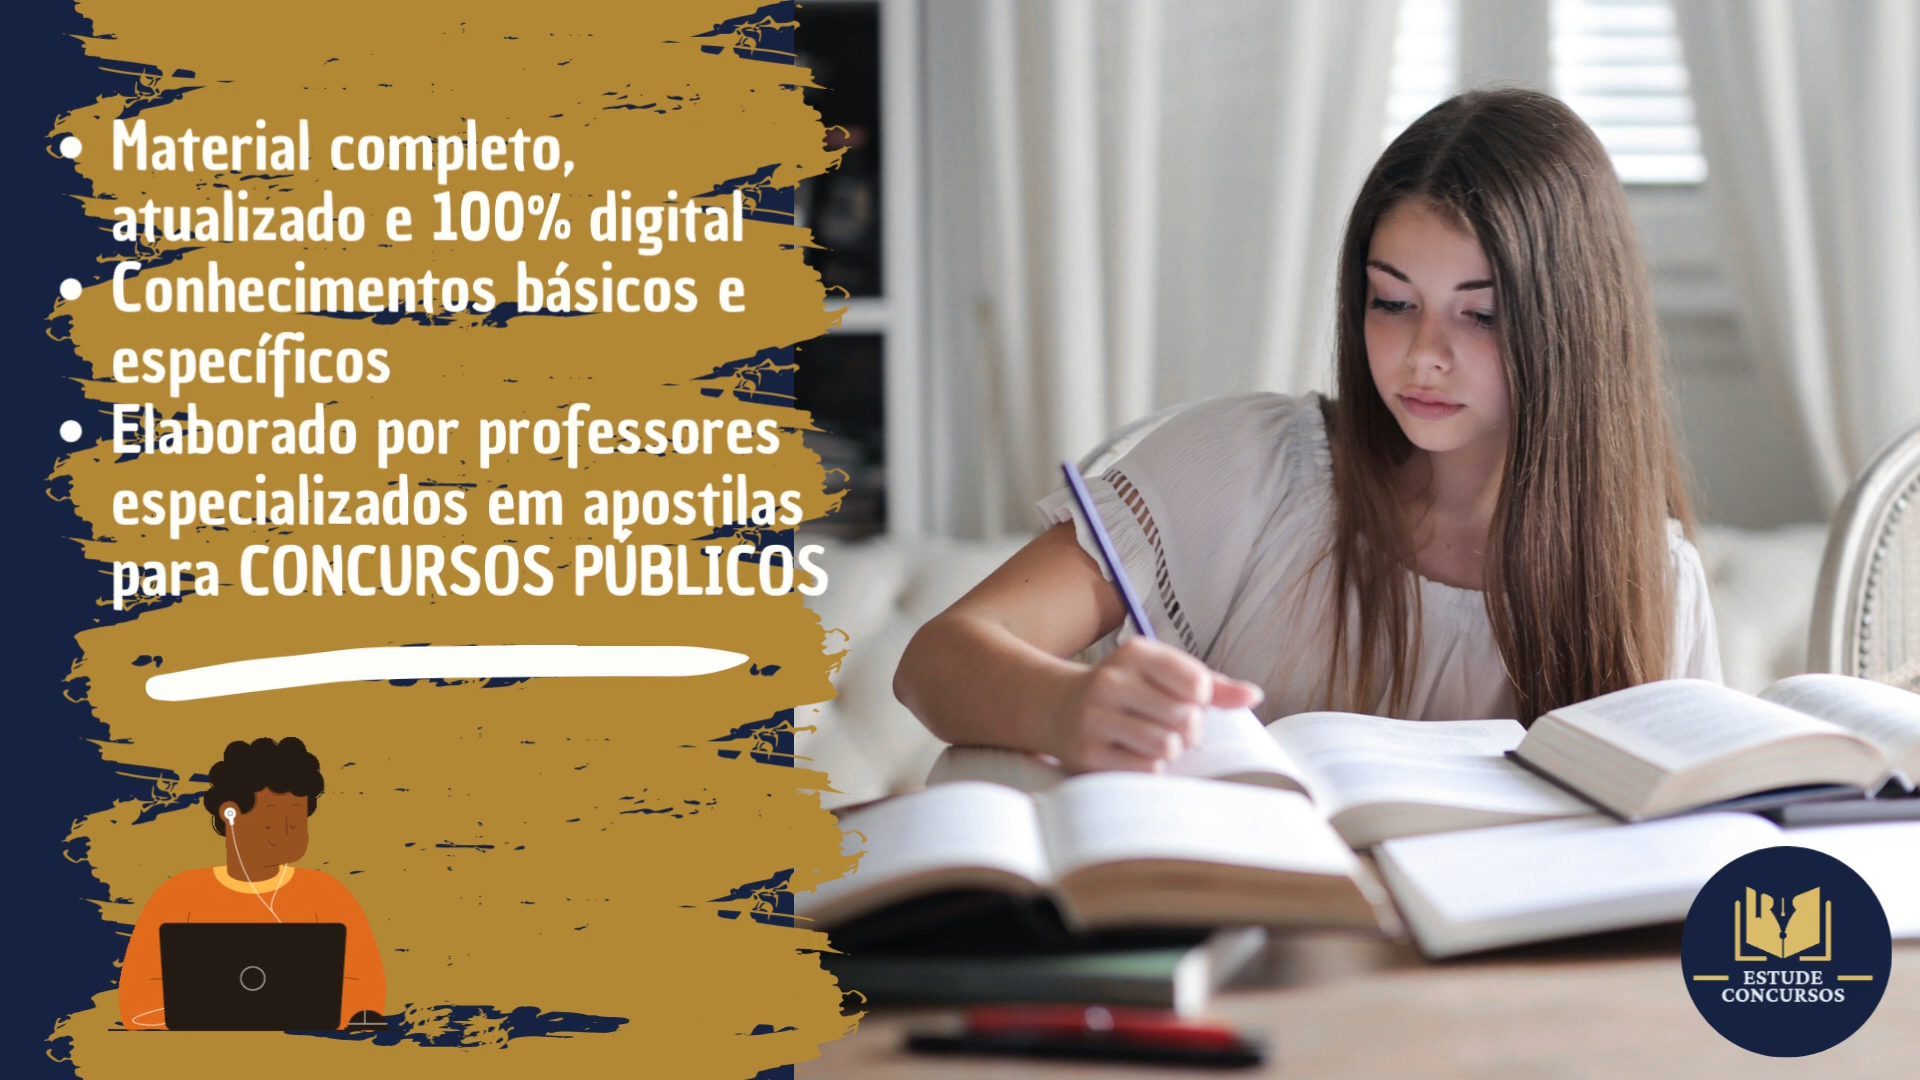 • Material completo,
atualizado e 100% digital
• Conhecimentos básicos e
específicos
• Elaborado por professores
especializados em apostilas
para CONCURSOS PÚBLICOS
ESTUDE
CONCURSOS